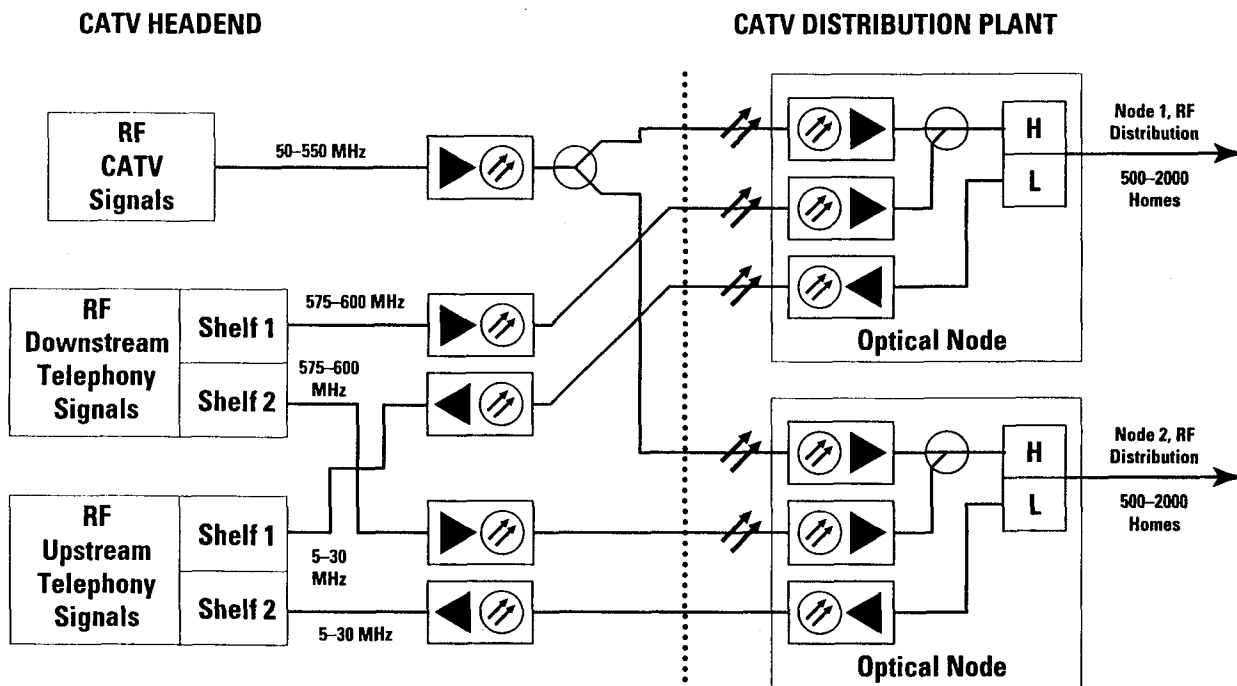 CATV HEADEND
CATV DISTRIBUTION PLANT
RF
CATV
Signals
50–550 MHz
H
L
Node 1, RF
Distribution
500–2000
Homes
Optical Node
RF
Downstream
Telephony
Signals
Shelf 1
Shelf 2
575–600 MHz
575–600
MHz
RF
Upstream
Telephony
Signals
Shelf 1
Shelf 2
5–30
MHz
5–30 MHz
H
L
Node 2, RF
Distribution
500–2000
Homes
Optical Node